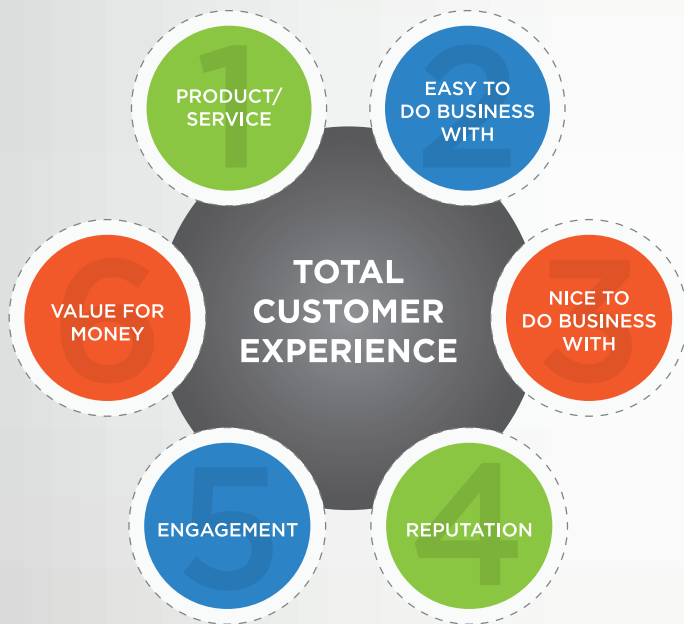 1
PRODUCT/
SERVICE
2
EASY TO
DO BUSINESS
WITH
TOTAL
CUSTOMER
EXPERIENCE
3
NICE TO
DO BUSINESS
WITH
4
REPUTATION
5
ENGAGEMENT
6
VALUE FOR
MONEY